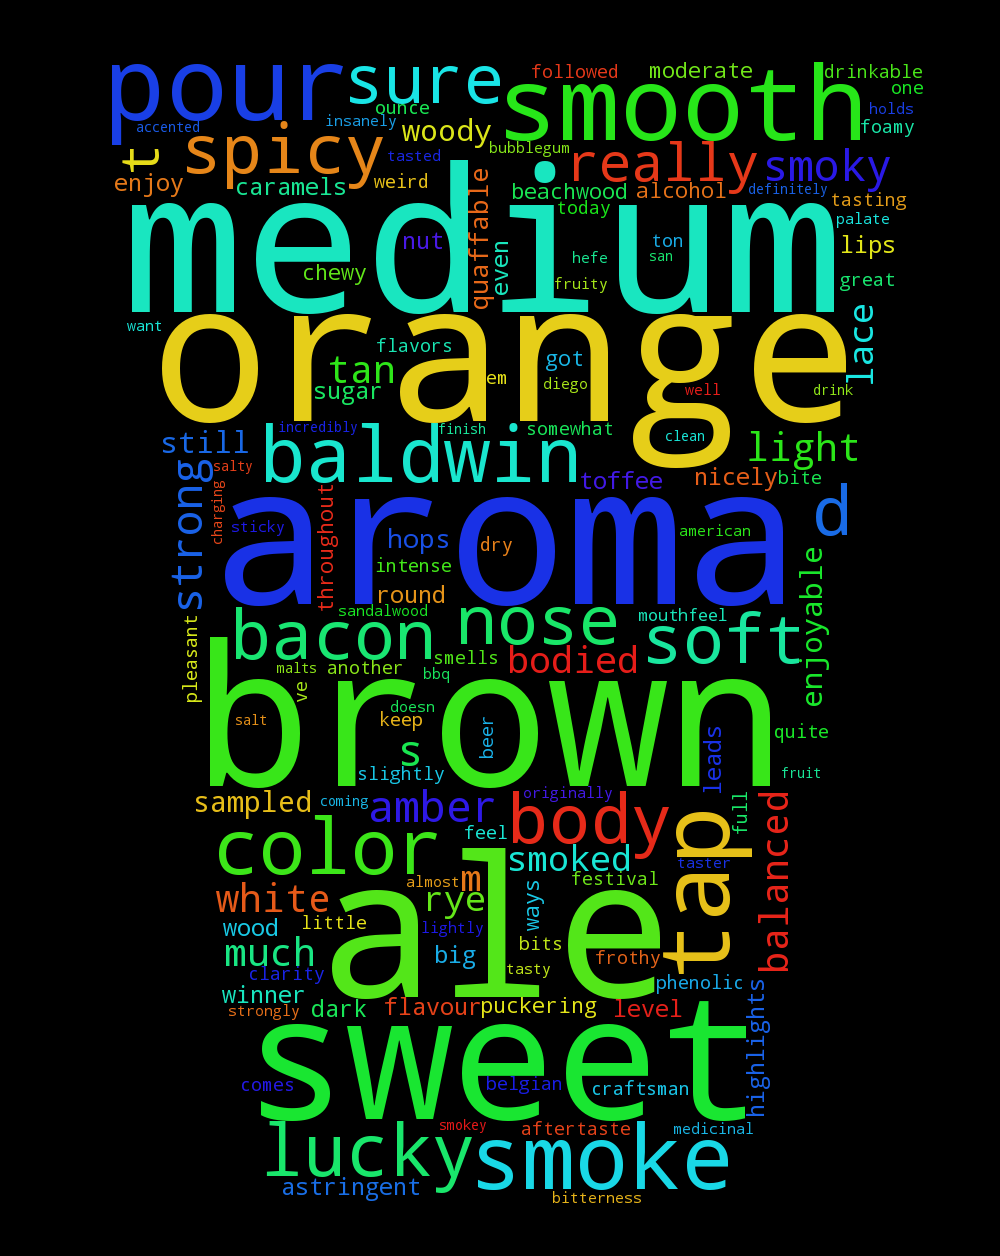 pour sure followed moderate smooth drinkable
one
ounce holds
accented insanely woody foamy
t spicy tasted bubblegum really smoky
enjoy caramels weird quaffable beachwood alcohol definitely tasting
today palate
medium nut even ton lips
hefe san
chewy fruity great
want orange lace
flavors
tan em got
sugar diego well drink
incredibly finish somewhat
still baldwin clean light
salty toffee nicely bite
strong charging throughout aroma d
sticky hops dry american
intense enjoyable
round
sandalwood mouthfeel
bacon nose soft
pleasant malts another smells bodied
ve bbq
brown doesn
salt keep beer leads quite
s
slightly fruit
sampled coming amber originally full balanced
color feel body tap
smoked taster
almost m festival
white rye ways
wood little ale lightly
much big bits frothy
clarity tasty phenolic
winner
strongly dark flavour puckering level highlights
sweet
comes belgian craftsman
lucky smokey aftertaste medicinal
smoke
astringent bitterness